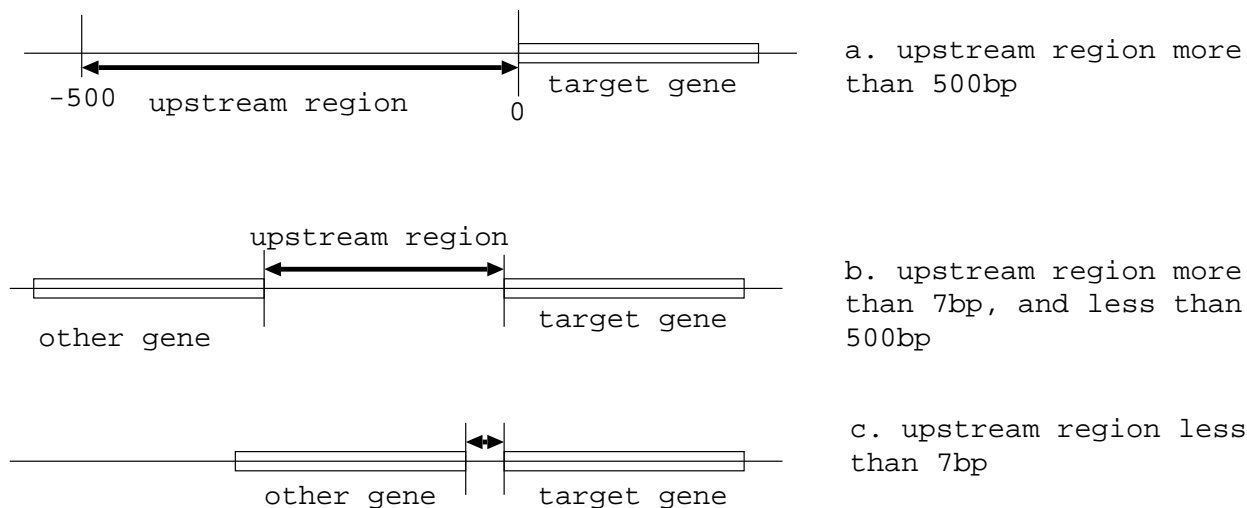 a. upstream region more
than 500bp
target gene
-500
upstream region
0
upstream region
b. upstream region more
than 7bp, and less than
500bp
target gene
other gene
c. upstream region less
than 7bp
other gene
target gene